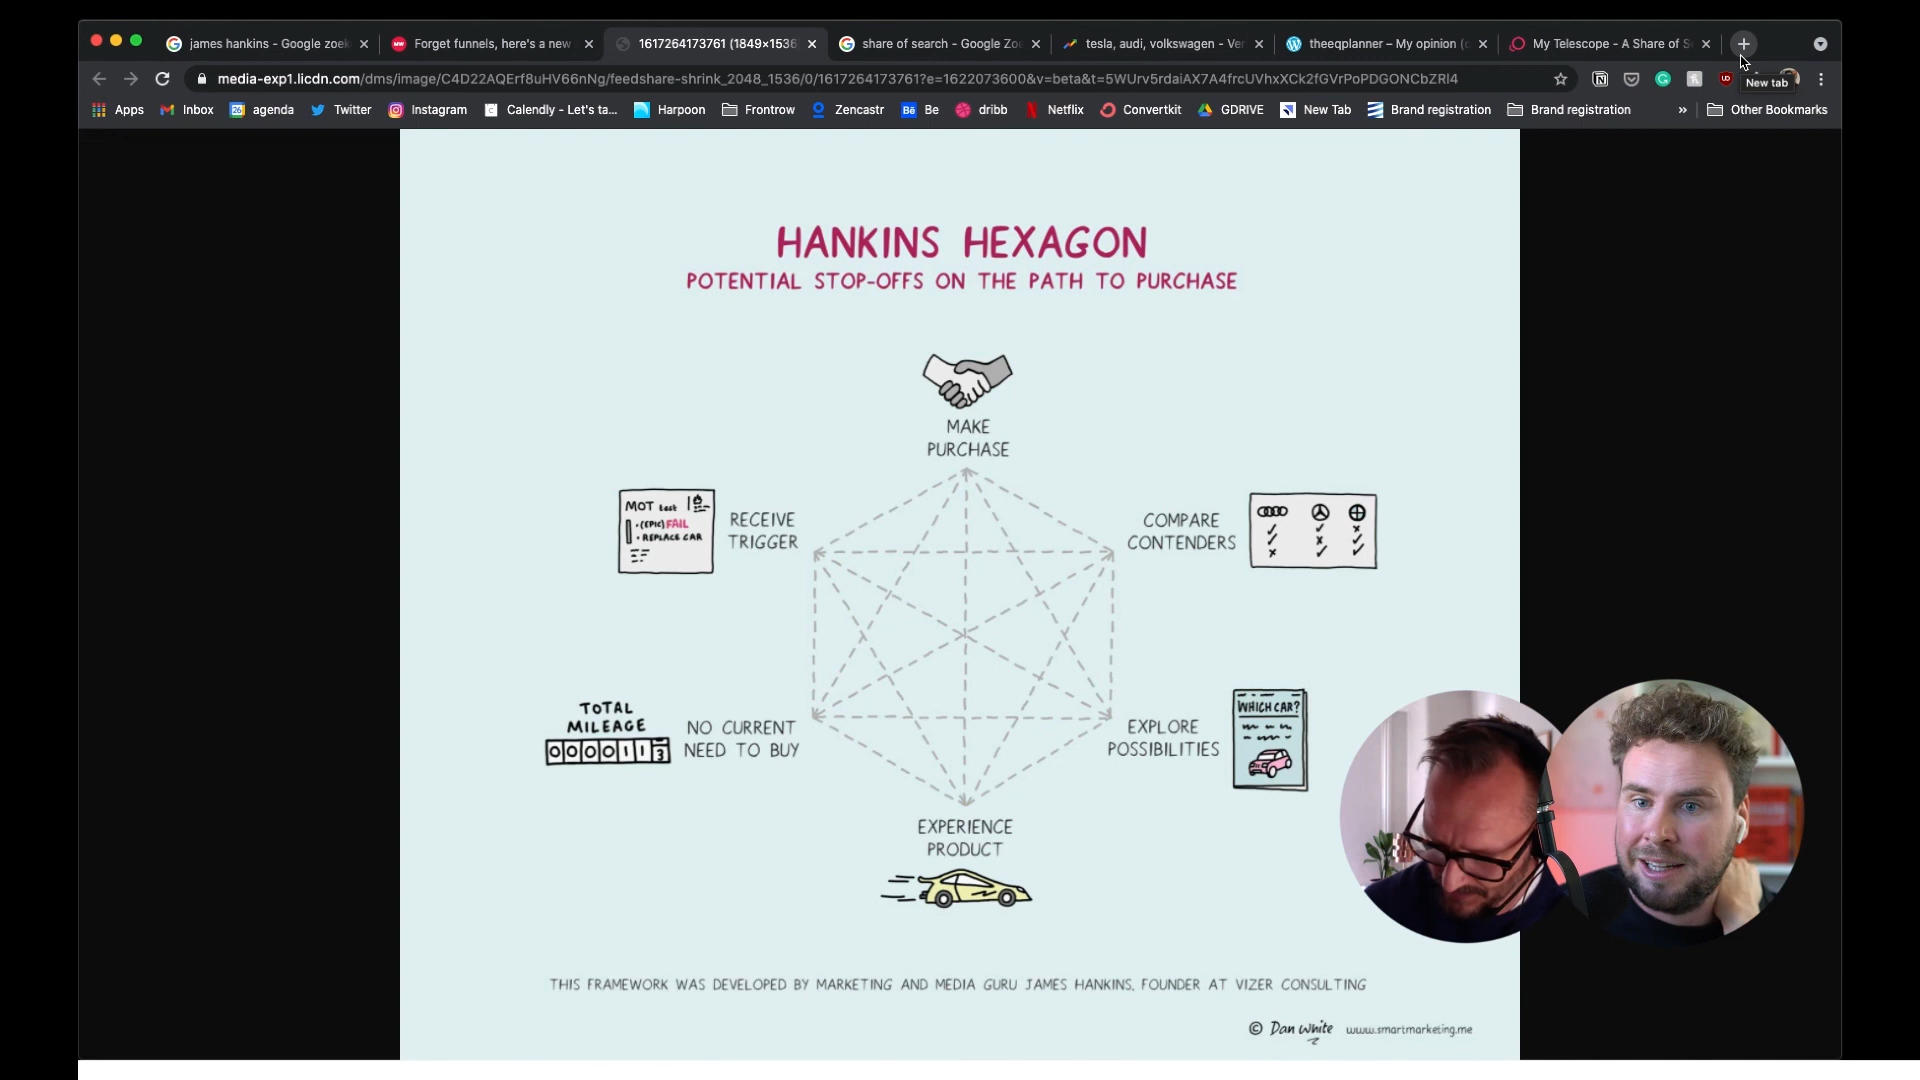 james hankins - Google zoek
Forget funnels, here's a new
1617264173761 (1849×1536
share of search - Google Zo
tesla, audi, volkswagen - Ver
theeqplanner – My opinion (c
My Telescope - A Share of S
media-exp1.licdn.com/dms/image/C4D22AQErf8uHV66nNg/feedshare-shrink_2048_1536/0/1617264173761?e=1622073600&v=beta&t=5WUrv5rdaiAX7A4frcUVhxXCk2fGVrPoPDGONCbZRl4
New tab
Apps
Inbox
agenda
Twitter
Instagram
Calendly - Let's ta...
Harpoon
Frontrow
Zencastr
Be
dribb
Netflix
Convertkit
GDRIVE
New Tab
Brand registration
Brand registration
»
Other Bookmarks
HANKINS HEXAGON
POTENTIAL STOP-OFFS ON THE PATH TO PURCHASE
MAKE
PURCHASE
MOT test
• (EPIC) FAIL
• REPLACE CAR
RECEIVE
TRIGGER
COMPARE
CONTENDERS
TOTAL
MILEAGE
000011
NO CURRENT
NEED TO BUY
EXPLORE
POSSIBILITIES
WHICH CAR?
EXPERIENCE
PRODUCT
THIS FRAMEWORK WAS DEVELOPED BY MARKETING AND MEDIA GURU JAMES HANKINS, FOUNDER AT VIZER CONSULTING
© Dan White www.smartmarketing.me